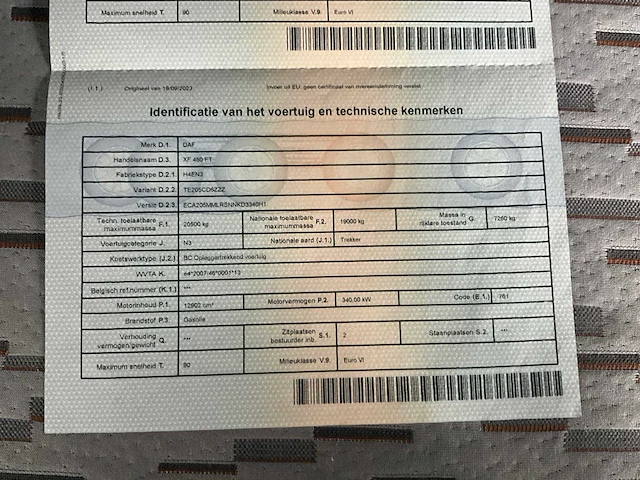 Maximum snelheid T. 90 Milieuklasse V.9. Euro VI
(I.1.) Origineel van 19/09/2023 Invoer uit EU: geen certificaat van overeenstemming vereist
Identificatie van het voertuig en technische kenmerken
Merk D.1. DAF
Handelsnaam D.3. XF 480 FT
Fabriekstype D.2.1. H4EN3
Variant D.2.2. TE205CD6ZZZ
Versie D.2.3.
Techn. toelaatbare maximummassa F.1. 20500 kg Nationale toelaatbare maximummassa F.2. 19000 kg Massa in rijklare toestand G. 7260 kg
Voertuigcategorie J. N3 Nationale aard (J.1.) Trekker
Koetswerktype (J.2.) BC Opleggertrekkend voertuig
WVTA K. e4*2007/46*0001*13
Belgisch ref.nummer (K.1.) ***
Motorinhoud P.1. 12902 cm³ Motorvermogen P.2. 340,00 kW Code (E.1.) 761
Brandstof P.3. Gasolie
Verhouding vermogen/gewicht Q. *** Zitplaatsen bestuurder inb. S.1. 2 Staanplaatsen S.2. ***
Maximum snelheid T. 90 Milieuklasse V.9. Euro VI